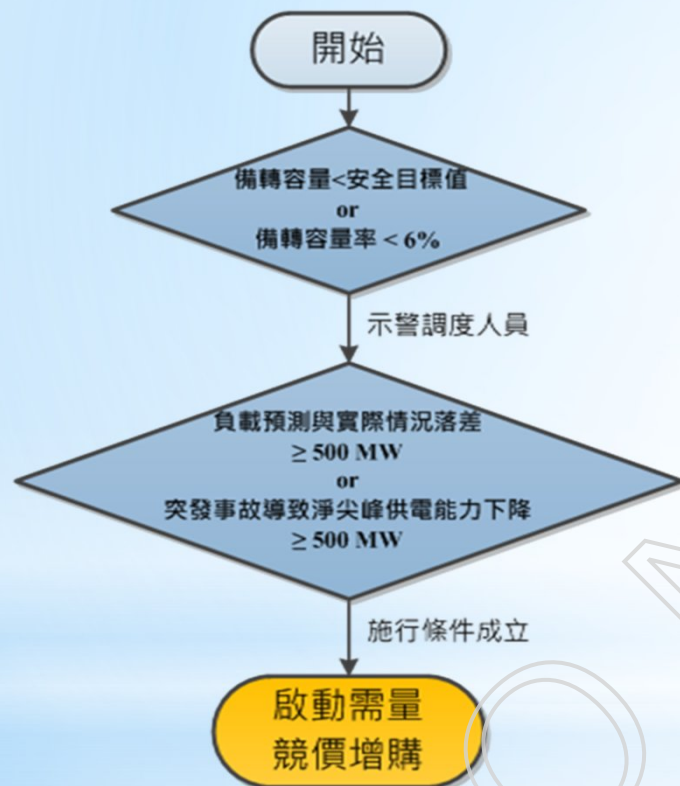 開始
備轉容量<安全目標值
or
備轉容量率 < 6%
示警調度人員
負載預測與實際情況落差
≥ 500 MW
or
突發事故導致淨尖峰供電能力下降
≥ 500 MW
施行條件成立
啟動需量
競價增購